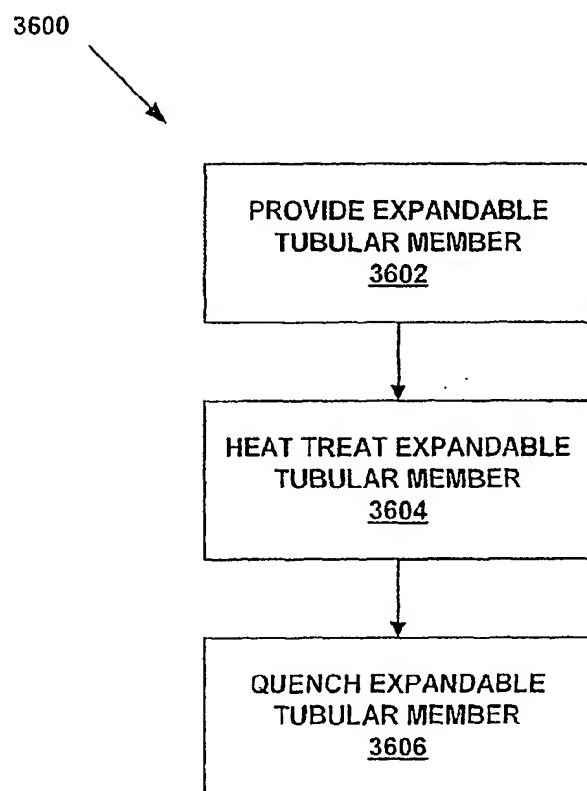 3600
PROVIDE EXPANDABLE
TUBULAR MEMBER
3602
HEAT TREAT EXPANDABLE
TUBULAR MEMBER
3604
QUENCH EXPANDABLE
TUBULAR MEMBER
3606